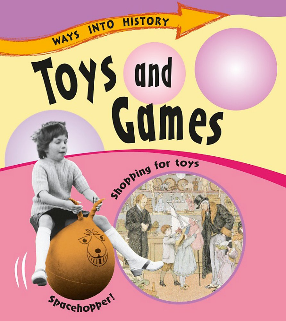 WAYS INTO HISTORY
Toys and
Games
Shopping for toys
Spacehopper!